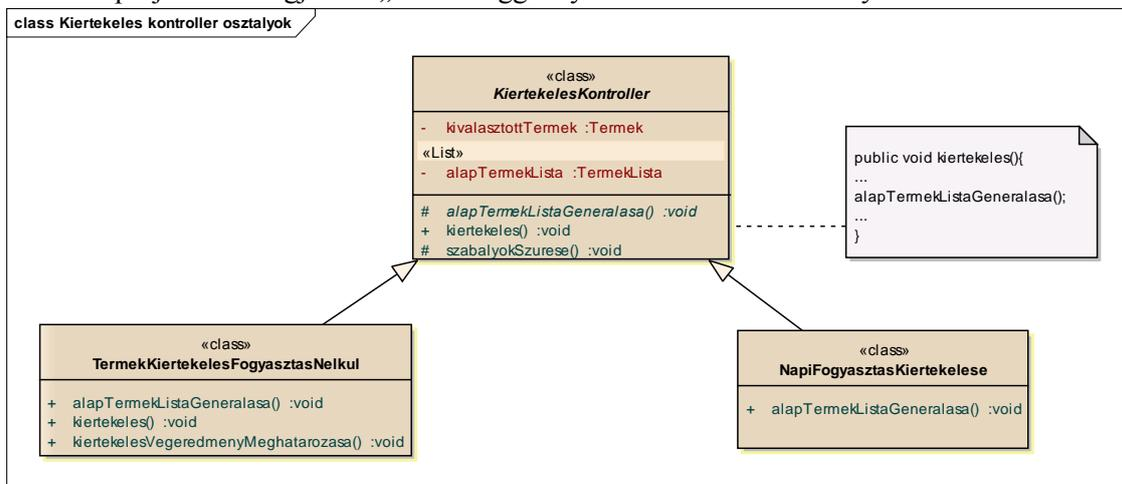 class Kiertekeles kontroller osztalyok
«class»
KiertekelesKontroller
- kivalasztottTermek :Termek
«List»
- alapTermekLista :TermekLista
# alapTermekListaGeneralasa() :void
+ kiertekeles() :void
# szabalyokSzurese() :void
public void kiertekeles(){
...
alapTermekListaGeneralasa();
...
}
«class»
TermekKiertekelesFogyasztasNelkul
+ alapTermekListaGeneralasa() :void
+ kiertekeles() :void
+ kiertekelesVegeredmenyMeghatarozasa() :void
«class»
NapiFogyasztasKiertekelese
+ alapTermekListaGeneralasa() :void